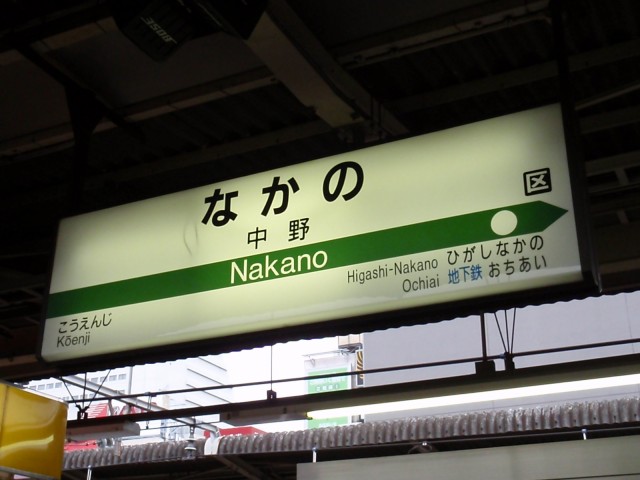 BOSE
なかの
区
中野
Nakano
Higashi-Nakano ひがしなかの
Ochiai 地下鉄 おちあい
こうえんじ
Kōenji